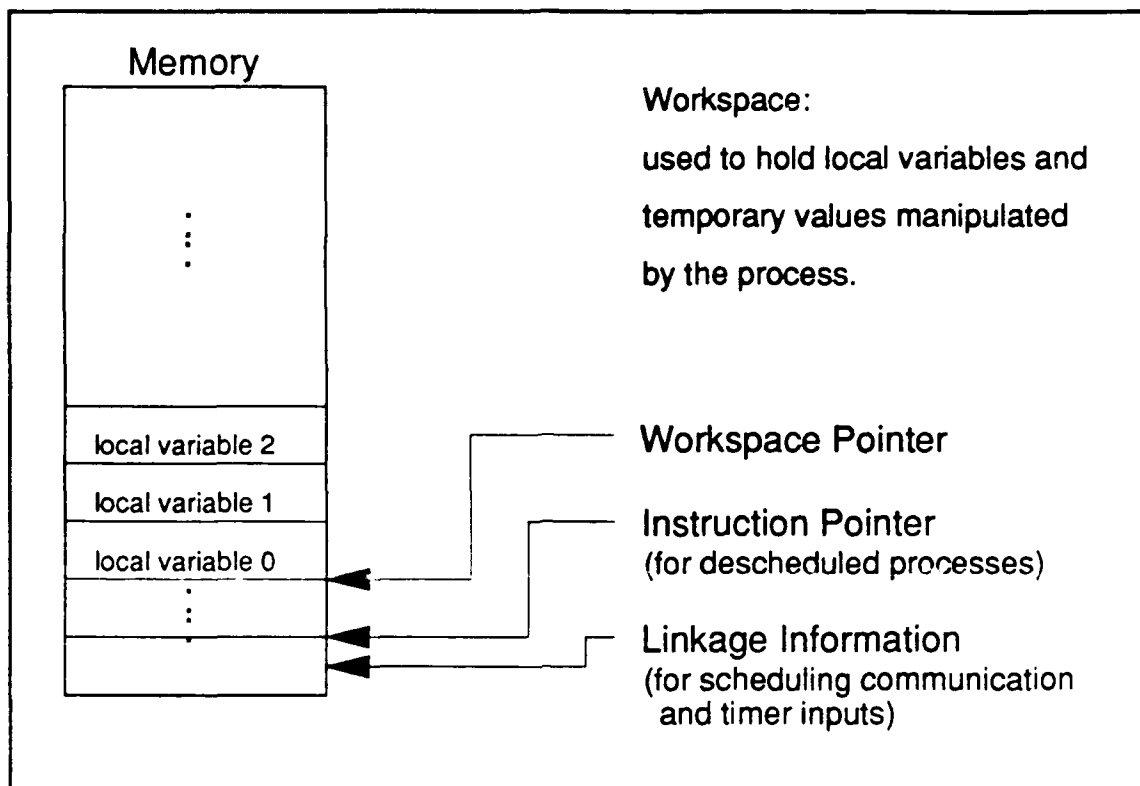 Memory
Workspace:
used to hold local variables and
temporary values manipulated
by the process.
local variable 2
Workspace Pointer
local variable 1
Instruction Pointer
(for descheduled processes)
local variable 0
Linkage Information
(for scheduling communication
and timer inputs)